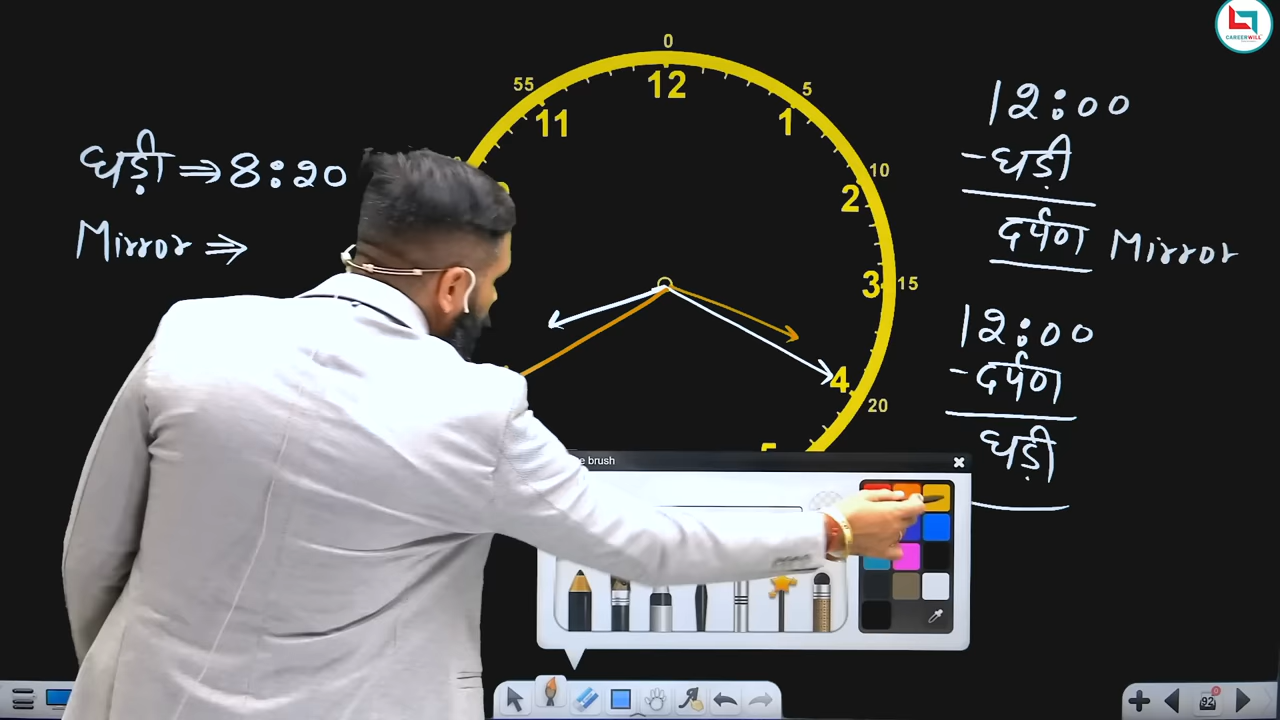 घड़ी ⇒ 8:20
Mirror ⇒
0
55
12
5
11
1
10
2
3
15
4
20
12:00
-घड़ी
दर्पण Mirror
12:00
-दर्पण
घड़ी
brush
92
CAREERWILL